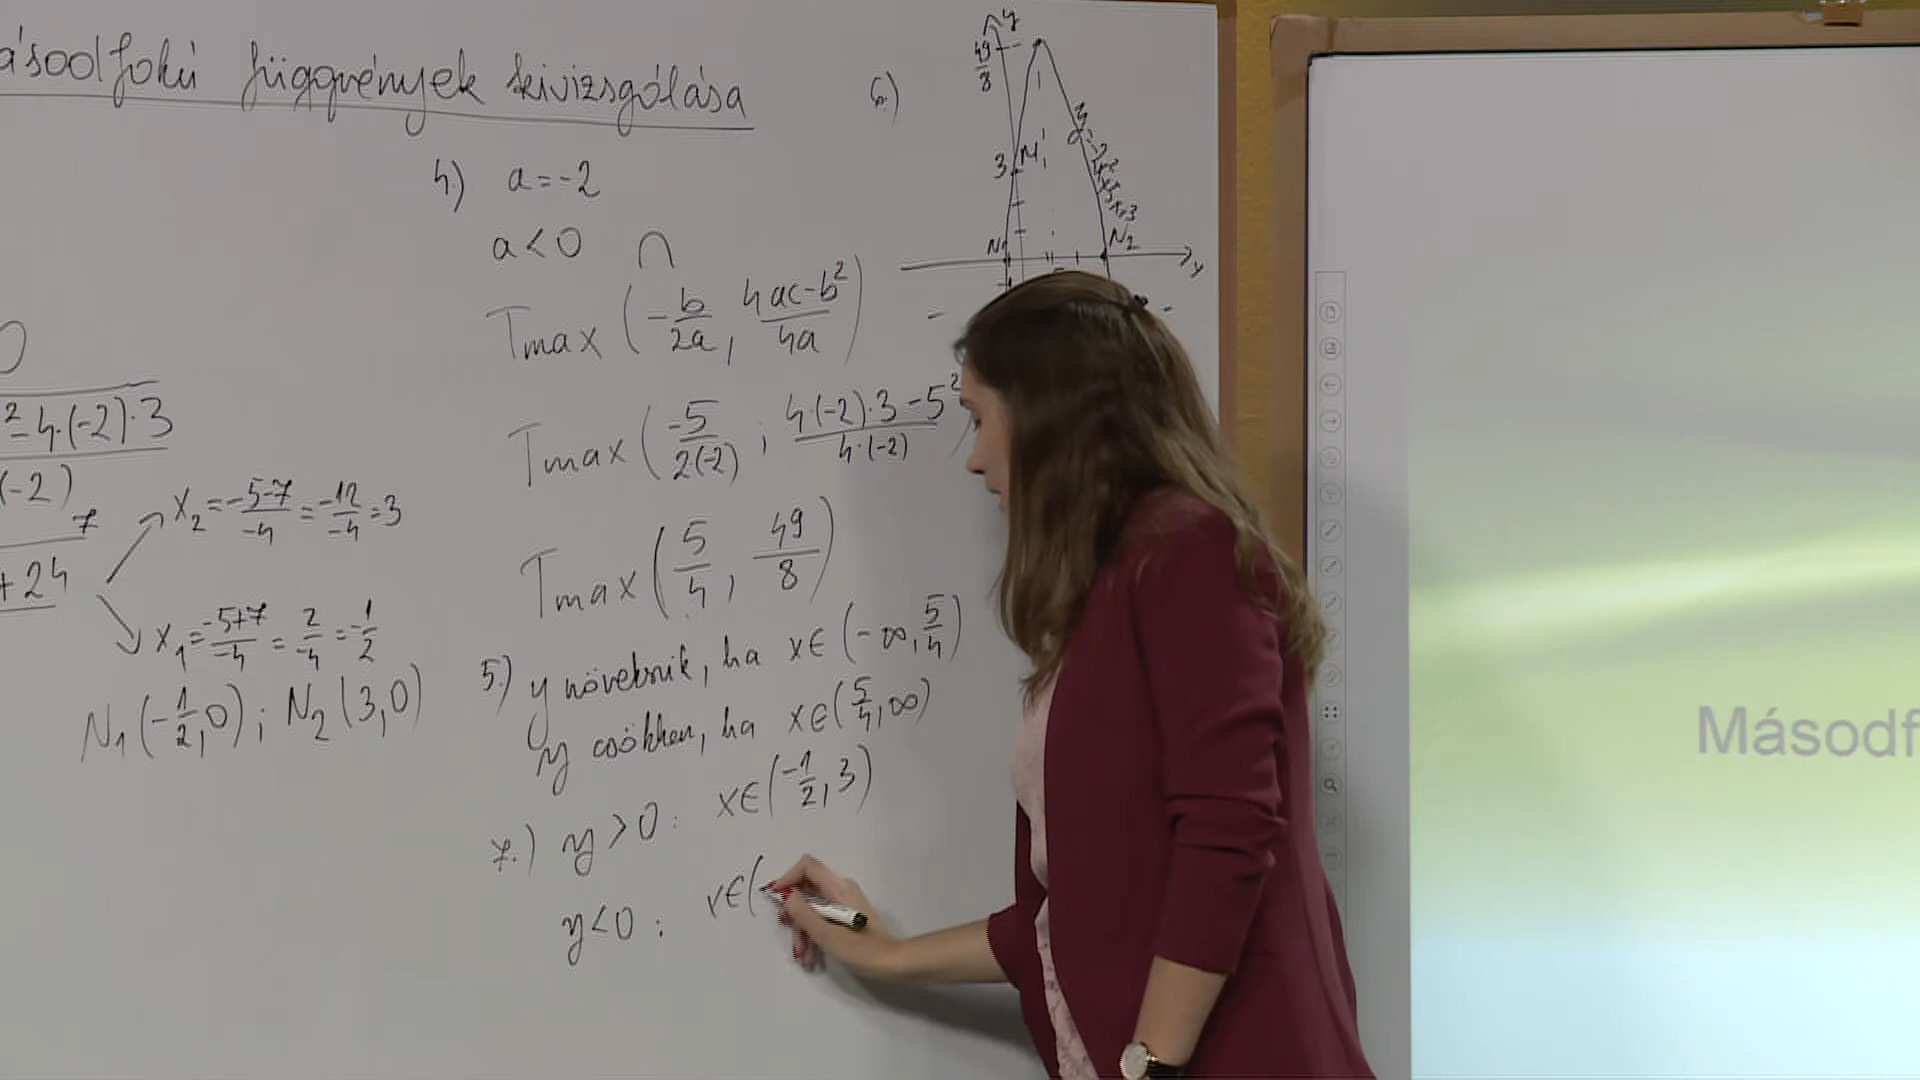 ásodfokú függvények kivizsgálása
0
²-4·(-2)·3
(-2)
7
+24
x₂=-5-7/-4=-12/-4=3
x₁=-5+7/-4=2/-4=-1/2
N₁(-1/2,0); N₂(3,0)
4.) a=-2
a<0 ∩
Tmax (-b/2a, 4ac-b²/4a)
Tmax (-5/2·(-2); 4·(-2)·3-5²/4·(-2))
Tmax (5/4, 49/8)
5.) y növekszik, ha x∈(-∞,5/4)
y csökken, ha x∈(5/4,∞)
7.) y>0: x∈(-1/2,3)
y<0: x∈(-
6.)
y
49/8
3
M
N₁
N₂
Másodf